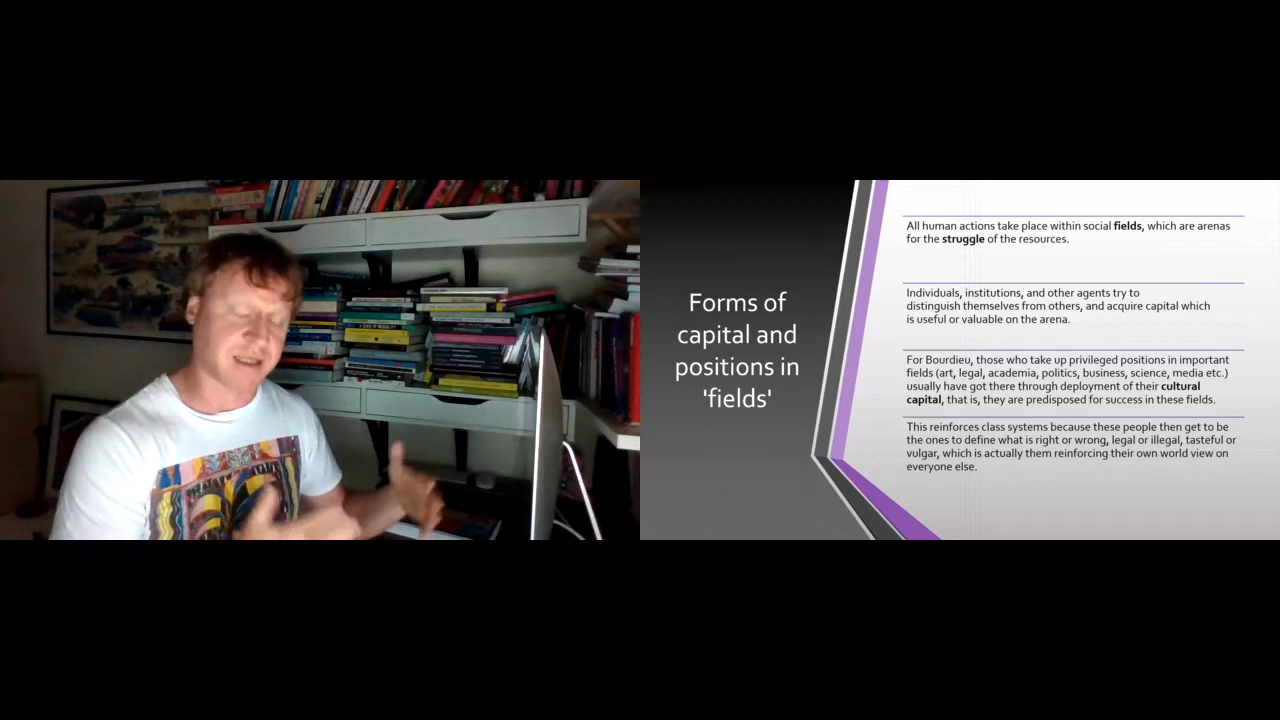 Forms of
capital and
positions in
'fields'
All human actions take place within social fields, which are arenas
for the struggle of the resources.
Individuals, institutions, and other agents try to
distinguish themselves from others, and acquire capital which
is useful or valuable on the arena.
For Bourdieu, those who take up privileged positions in important
fields (art, legal, academia, politics, business, science, media etc.)
usually have got there through deployment of their cultural
capital, that is, they are predisposed for success in these fields.
This reinforces class systems because these people then get to be
the ones to define what is right or wrong, legal or illegal, tasteful or
vulgar, which is actually them reinforcing their own world view on
everyone else.